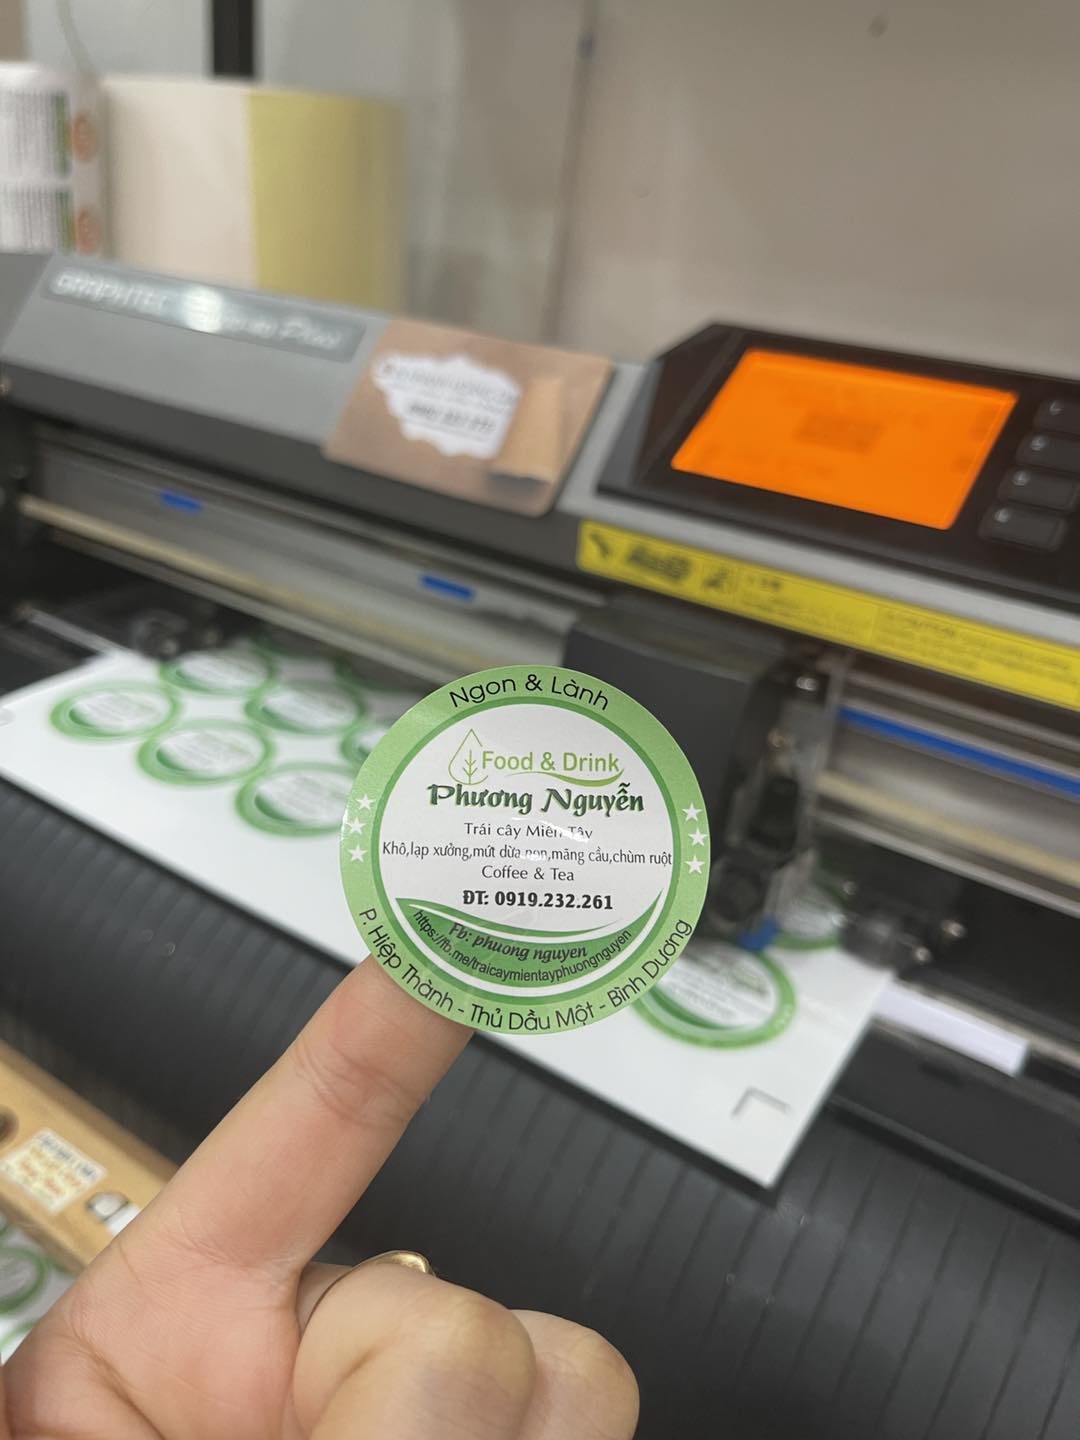 Ngon & Lành
Food & Drink
Phương Nguyễn
Trái cây Miền Tây
Khô,lạp xưởng,mứt dừa non,mãng cầu,chùm ruột
Coffee & Tea
ĐT: 0919.232.261
Fb: phuong nguyen
https://fb.me/traicaymientayphuongnguyen
P. Hiệp Thành - Thủ Dầu Một - Bình Dương
GRAPHTEC